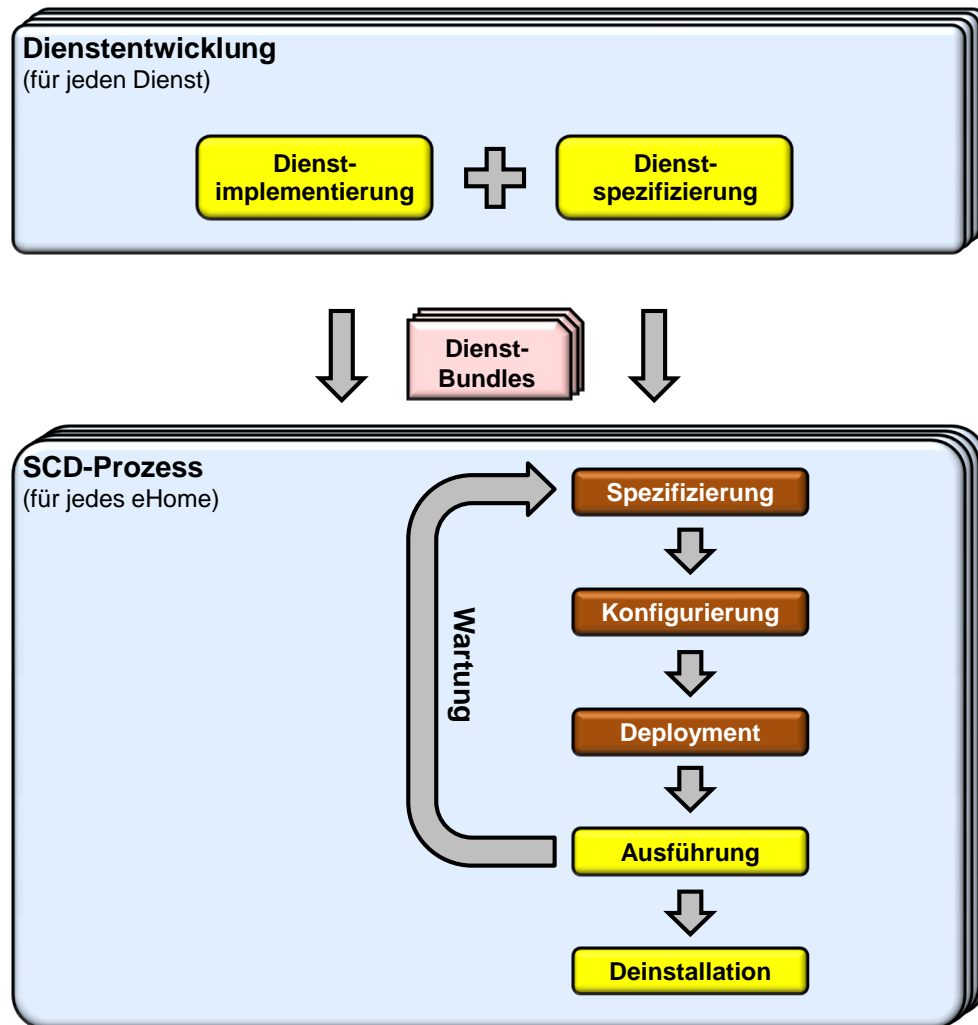 Dienstentwicklung
(für jeden Dienst)
Dienst-
implementierung
Dienst-
spezifizierung
Dienst-
Bundles
SCD-Prozess
(für jedes eHome)
Spezifizierung
Konfigurierung
Wartung
Deployment
Ausführung
Deinstallation